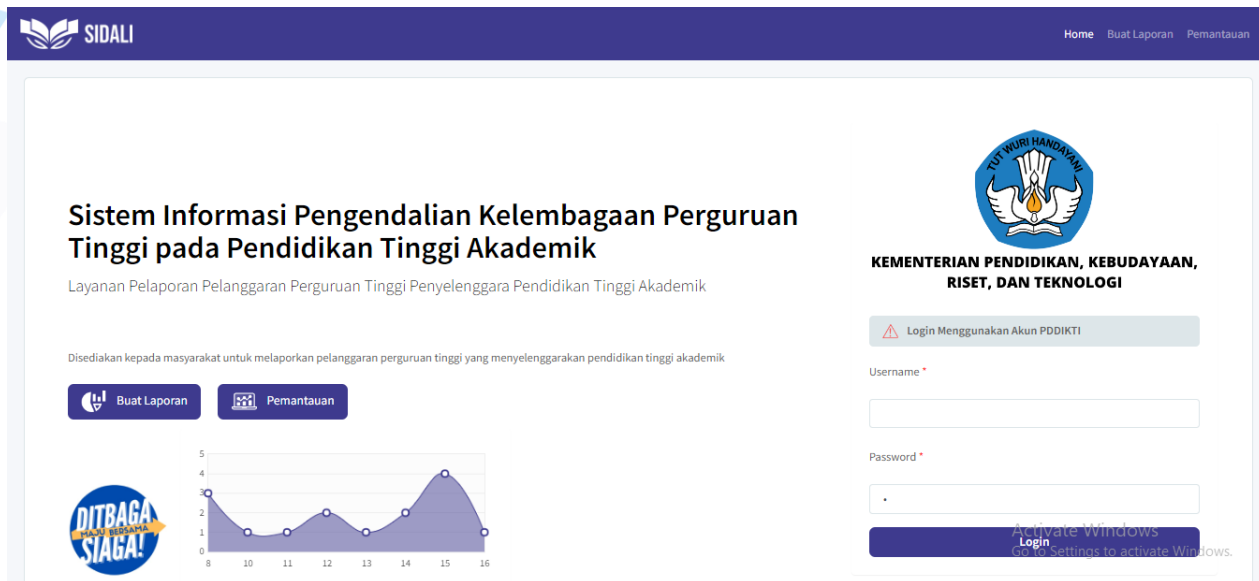 SIDALI
Home Buat Laporan Pemantauan
Sistem Informasi Pengendalian Kelembagaan Perguruan
Tinggi pada Pendidikan Tinggi Akademik
Layanan Pelaporan Pelanggaran Perguruan Tinggi Penyelenggara Pendidikan Tinggi Akademik
Disediakan kepada masyarakat untuk melaporkan pelanggaran perguruan tinggi yang menyelenggarakan pendidikan tinggi akademik
Buat Laporan Pemantauan
DITBAGA
MAJU BERSAMA
SIAGA!
5
4
3
2
1
0
8 10 11 12 13 14 15 16
TUT WURI HANDAYANI
KEMENTERIAN PENDIDIKAN, KEBUDAYAAN,
RISET, DAN TEKNOLOGI
Login Menggunakan Akun PDDIKTI
Username *
Password *
Login
Activate Windows
Go to Settings to activate Windows.